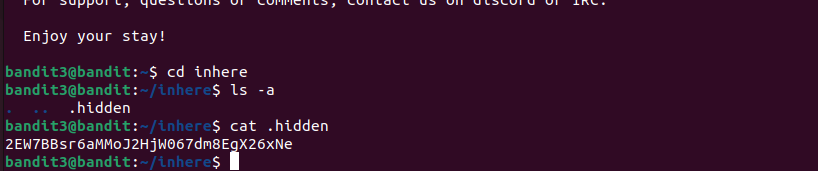 For support, questions or comments, contact us on discord or IRC.
Enjoy your stay!
bandit3@bandit:~$ cd inhere
bandit3@bandit:~/inhere$ ls -a
.  ..  .hidden
bandit3@bandit:~/inhere$ cat .hidden
2EW7BBsr6aMMoJ2HjW067dm8EgX26xNe
bandit3@bandit:~/inhere$